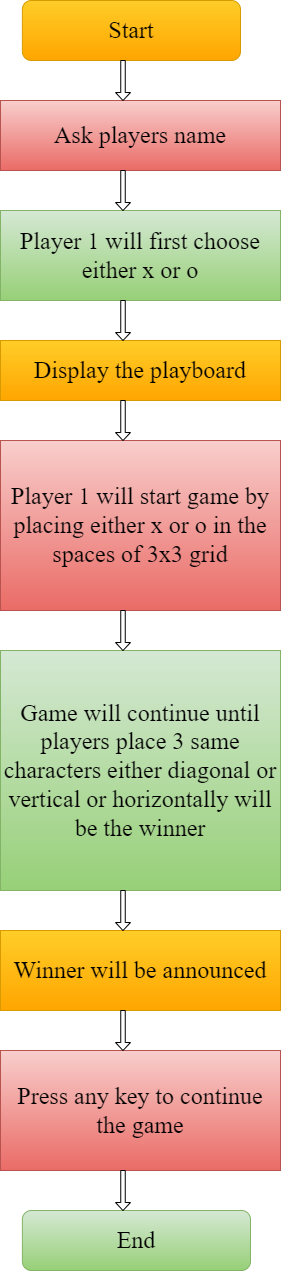 Start
Ask players name
Player 1 will first choose
either x or o
Display the playboard
Player 1 will start game by
placing either x or o in the
spaces of 3x3 grid
Game will continue until
players place 3 same
characters either diagonal or
vertical or horizontally will
be the winner
Winner will be announced
Press any key to continue
the game
End